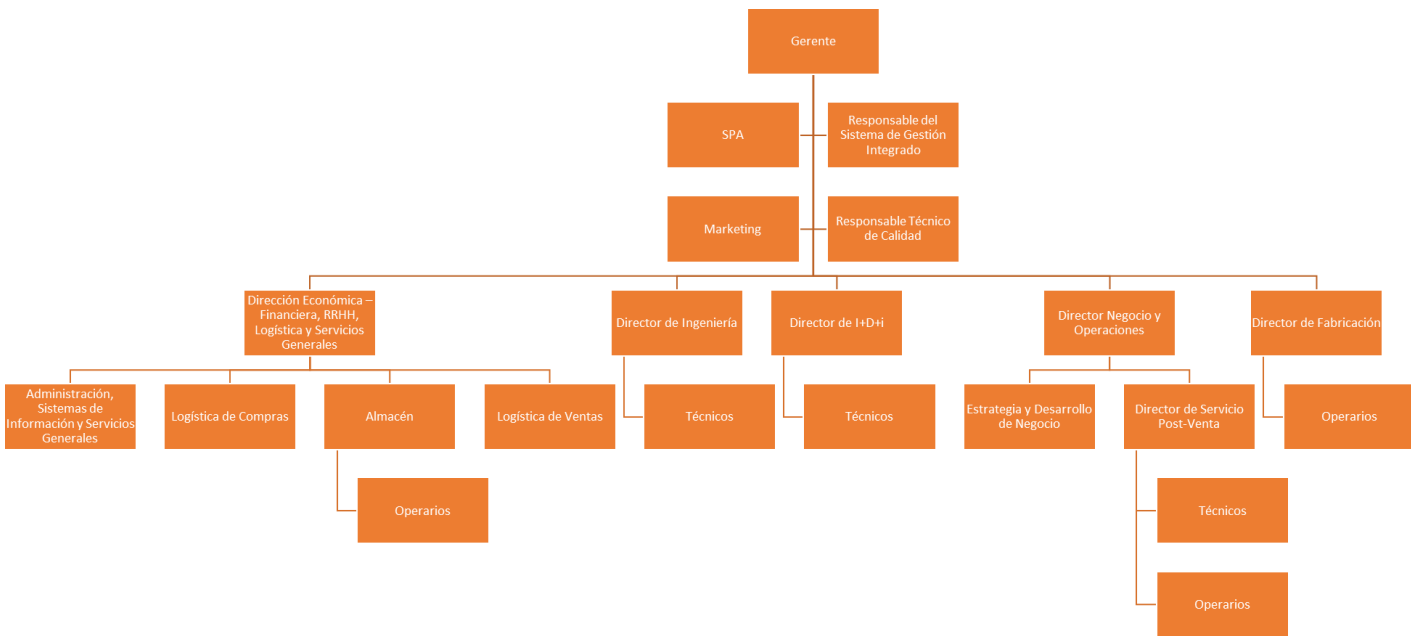 Gerente
SPA
Responsable del
Sistema de Gestión
Integrado
Marketing
Responsable Técnico
de Calidad
Dirección Económica –
Financiera, RRHH,
Logística y Servicios
Generales
Director de Ingeniería
Director de I+D+i
Director Negocio y
Operaciones
Director de Fabricación
Administración,
Sistemas de
Información y Servicios
Generales
Logística de Compras
Almacén
Logística de Ventas
Técnicos
Técnicos
Estrategia y Desarrollo
de Negocio
Director de Servicio
Post-Venta
Operarios
Operarios
Técnicos
Operarios